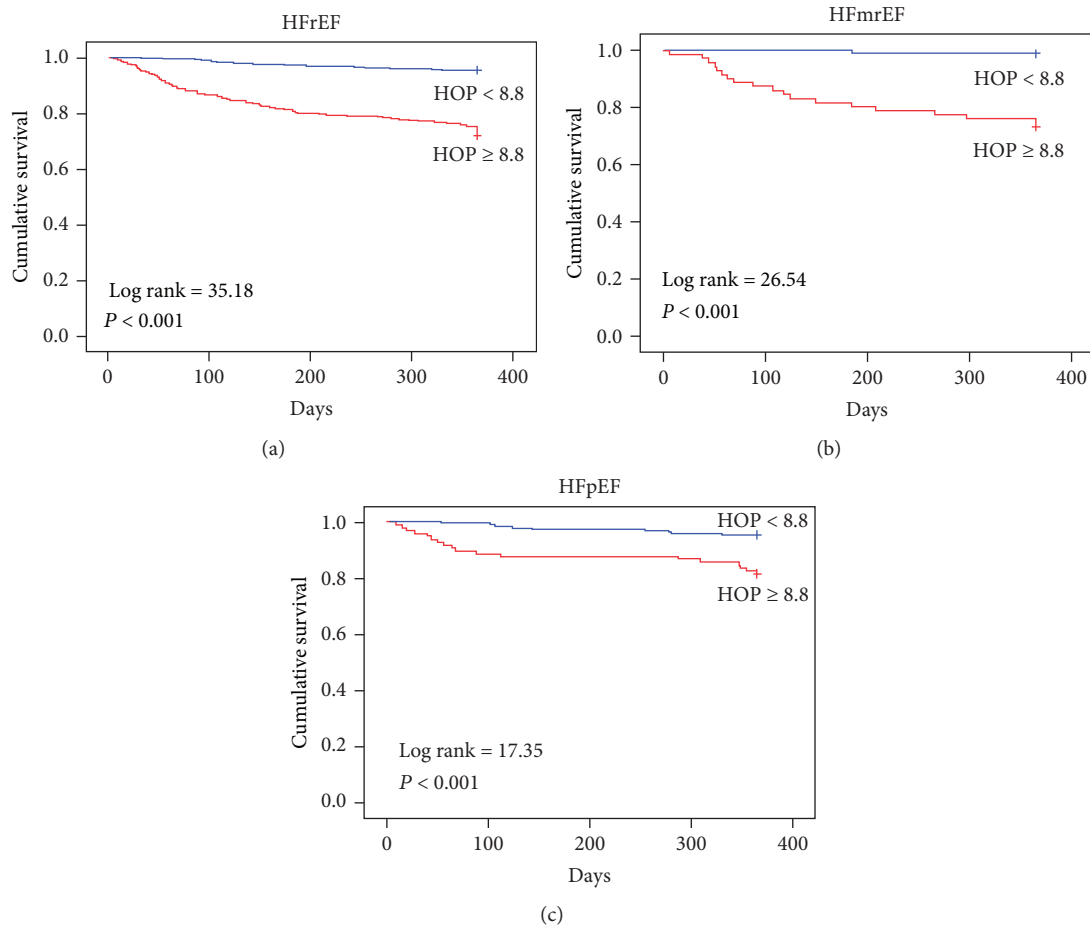 HFrEF
1.0
0.8
0.6
0.4
0.2
0.0
Cumulative survival
HOP < 8.8
HOP ≥ 8.8
Log rank = 35.18
P < 0.001
0 100 200 300 400
Days
(a)
HFmrEF
1.0
0.8
0.6
0.4
0.2
0.0
Cumulative survival
HOP < 8.8
HOP ≥ 8.8
Log rank = 26.54
P < 0.001
0 100 200 300 400
Days
(b)
HFpEF
1.0
0.8
0.6
0.4
0.2
0.0
Cumulative survival
HOP < 8.8
HOP ≥ 8.8
Log rank = 17.35
P < 0.001
0 100 200 300 400
Days
(c)